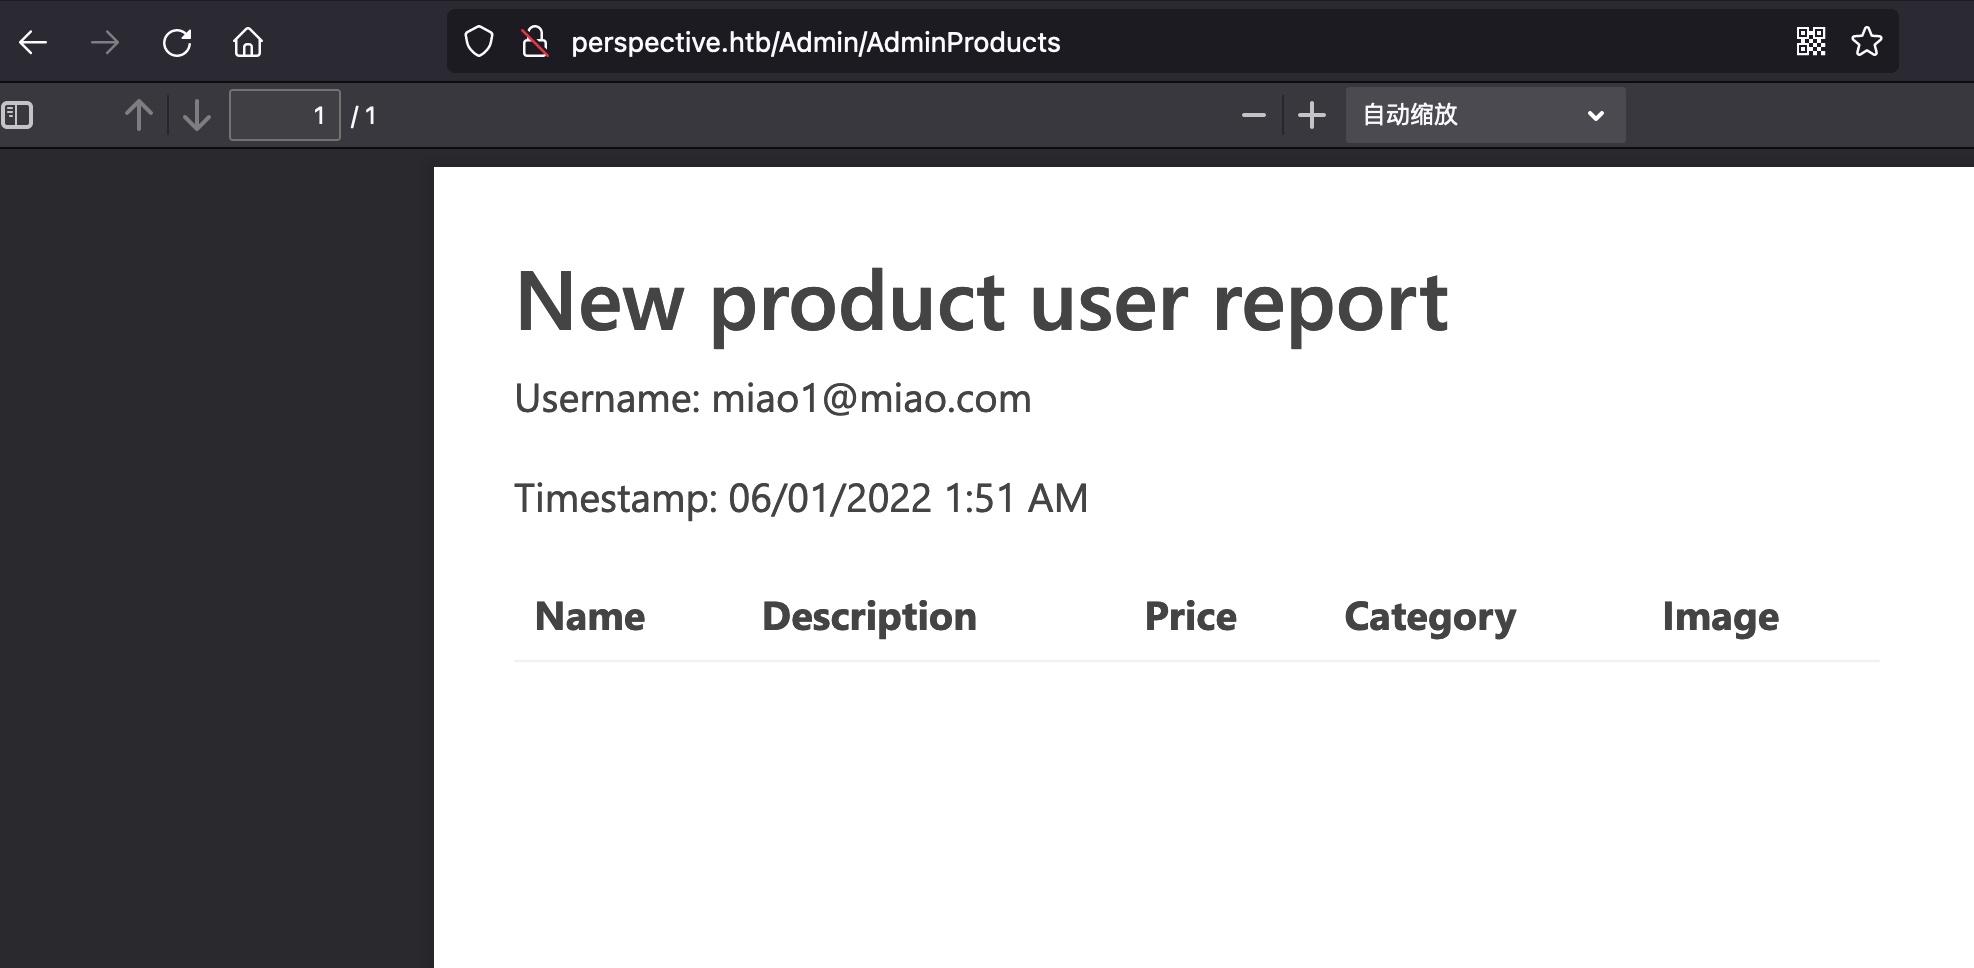 perspective.htb/Admin/AdminProducts
1 / 1 自动缩放
New product user report
Username: miao1@miao.com
Timestamp: 06/01/2022 1:51 AM
Name Description Price Category Image